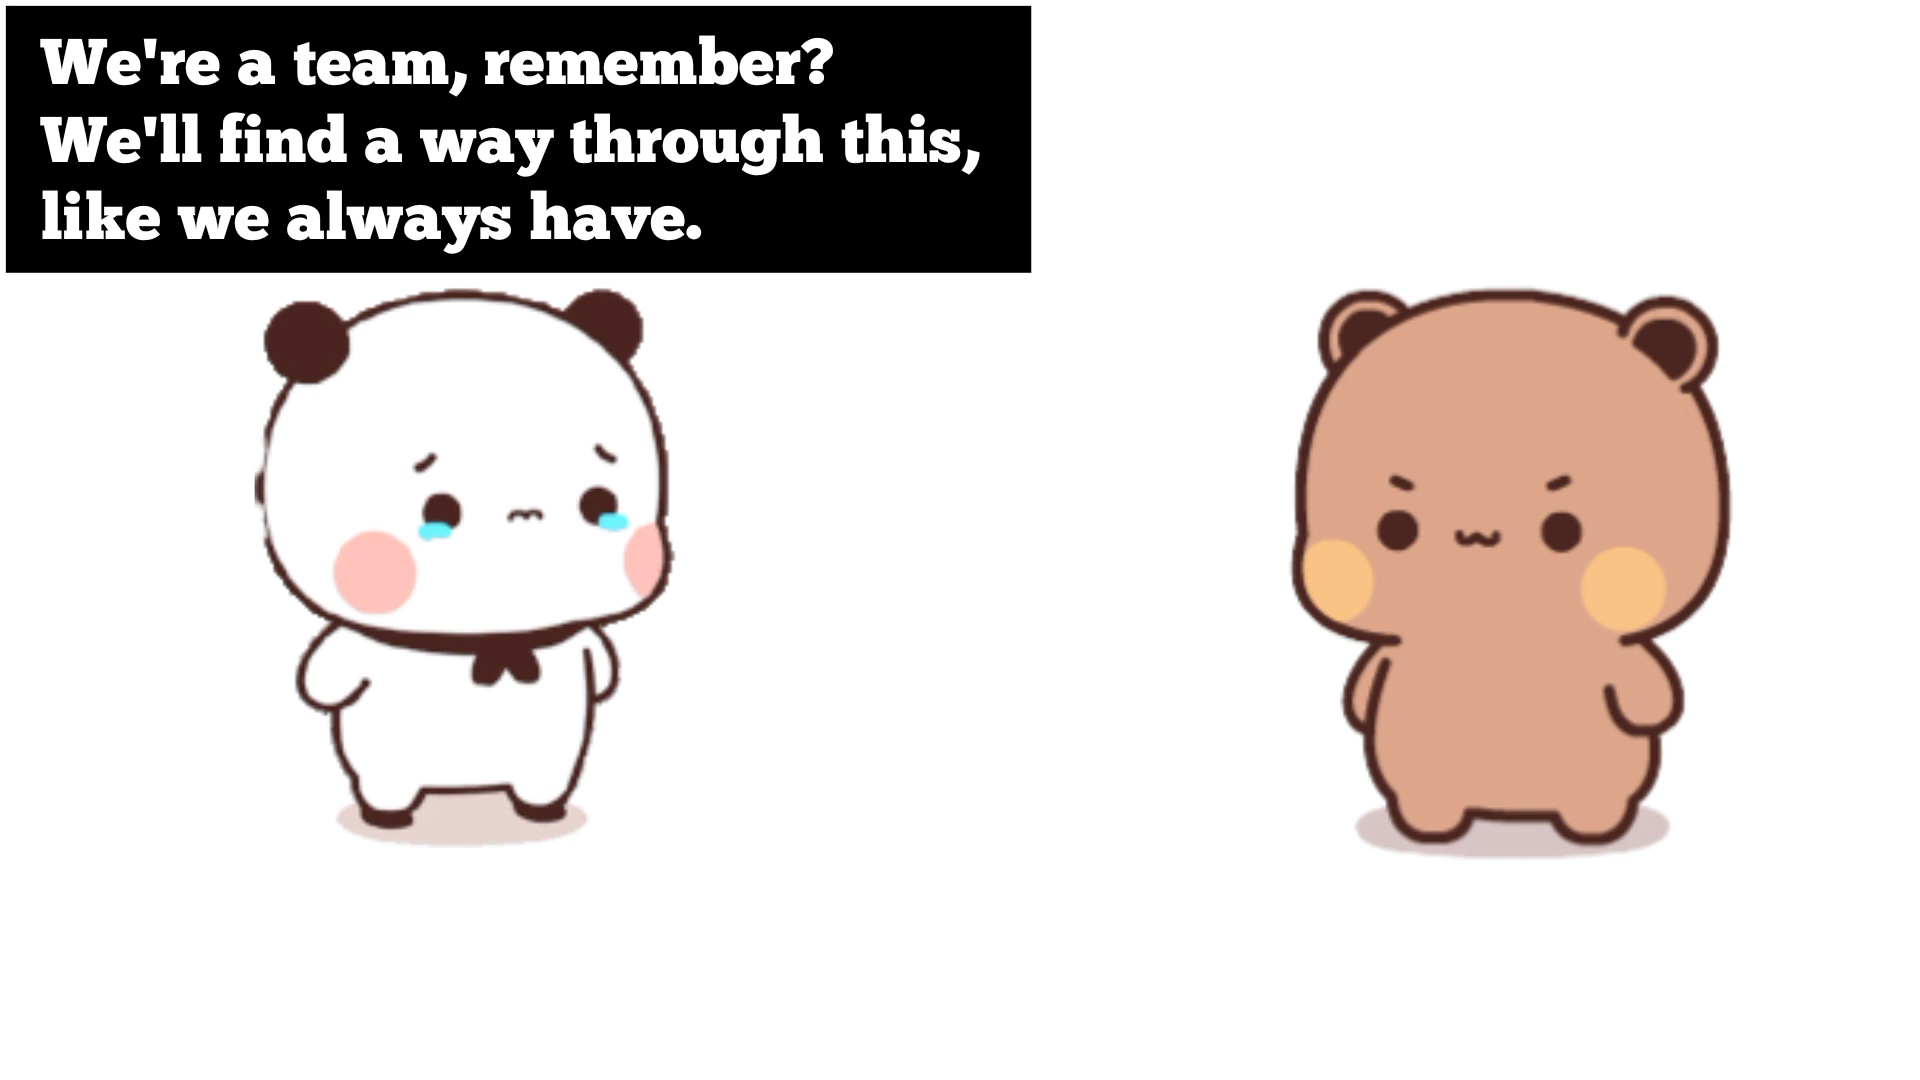 We're a team, remember?
We'll find a way through this,
like we always have.